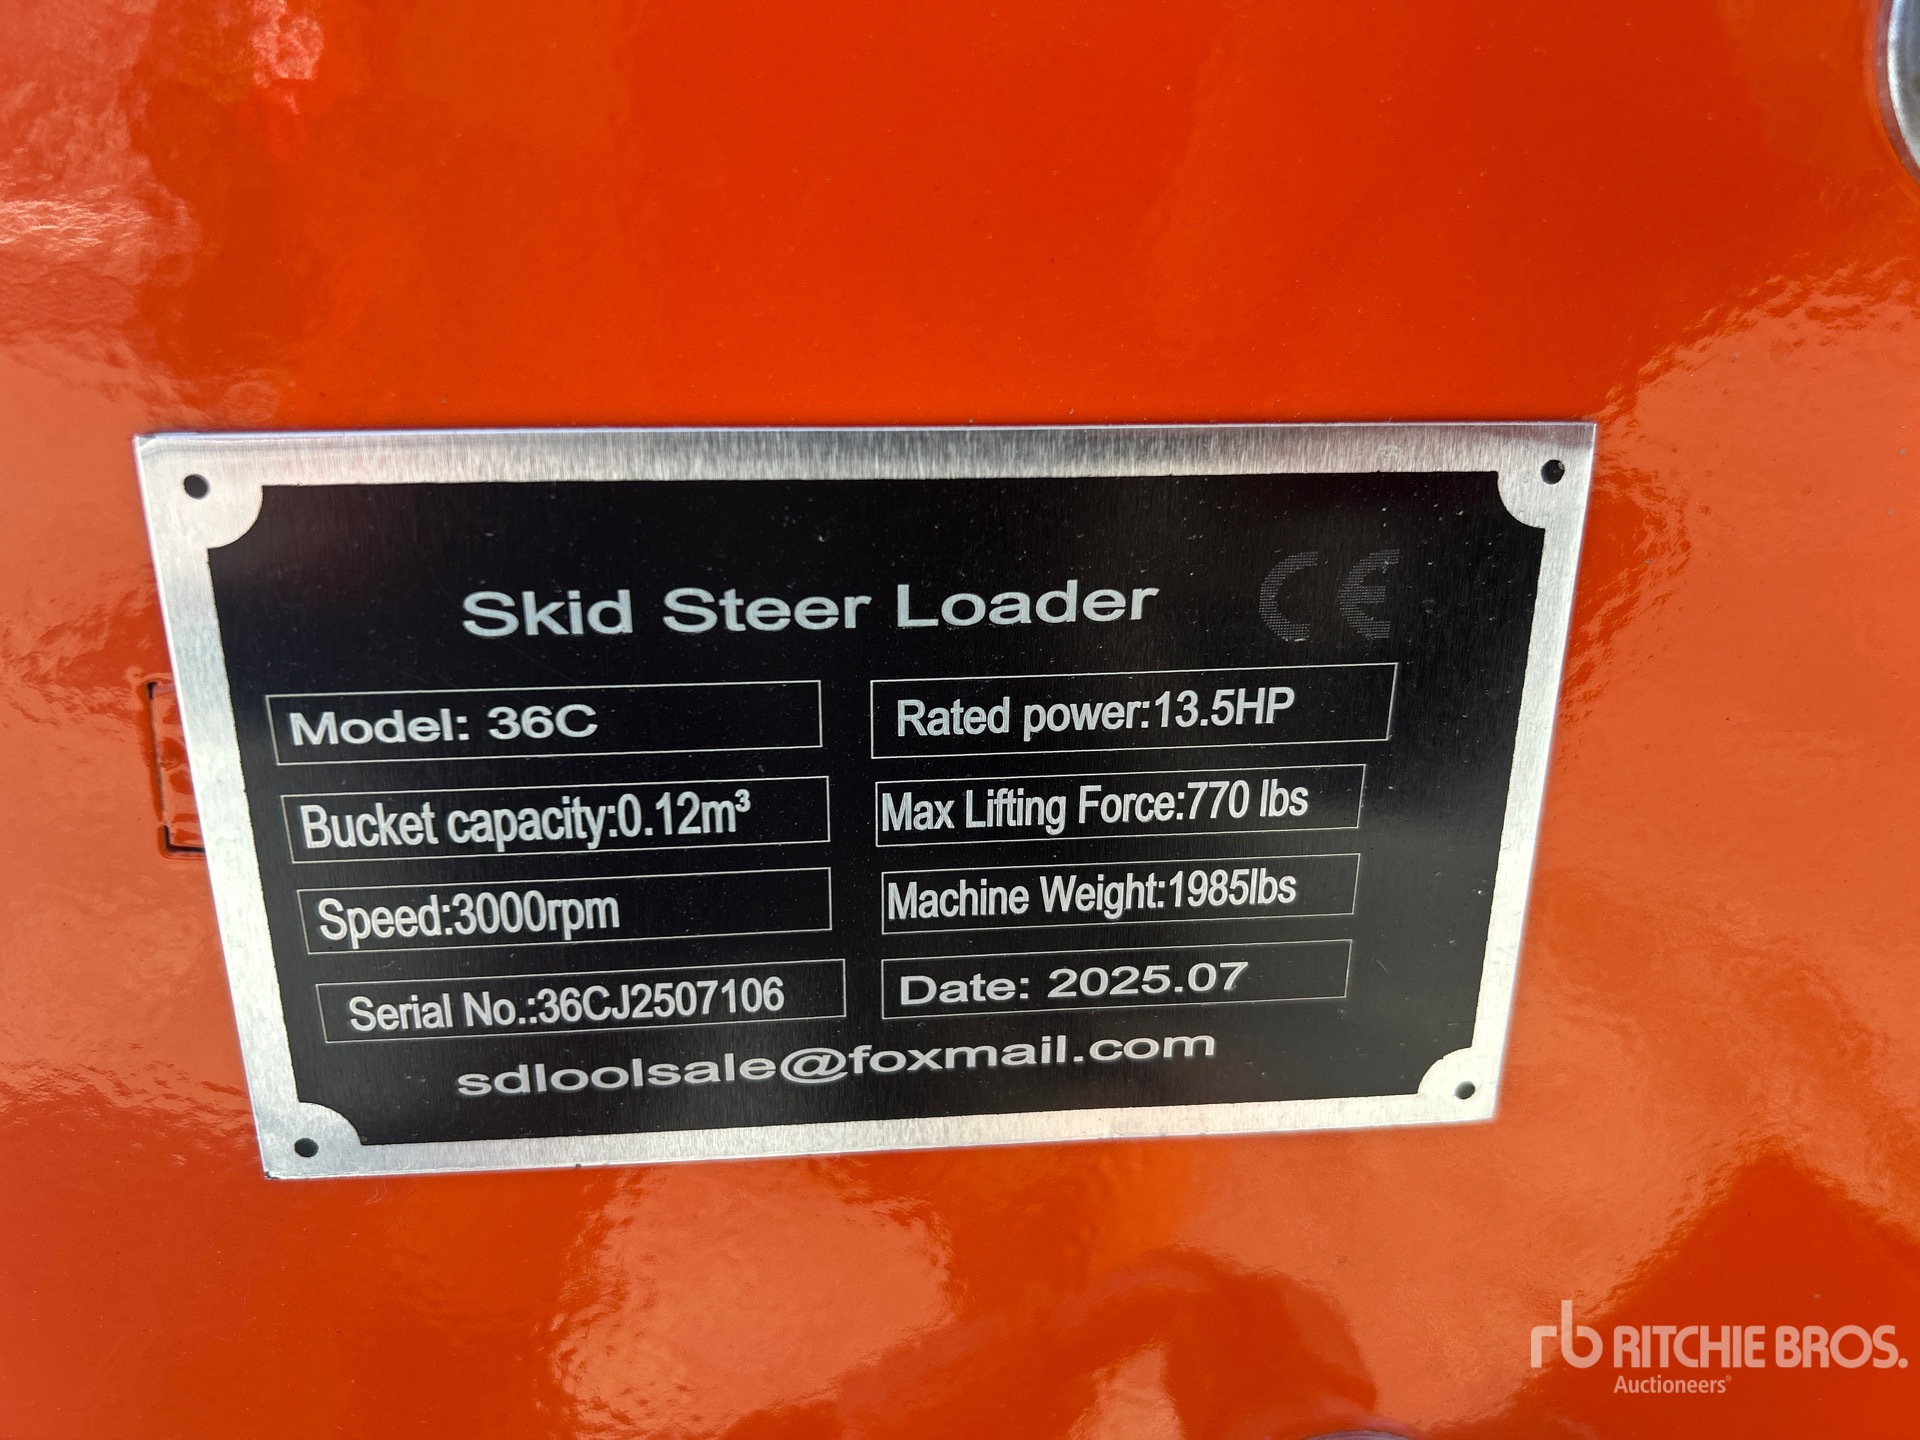 Skid Steer Loader CE
Model: 36C
Rated power:13.5HP
Bucket capacity:0.12m³
Max Lifting Force:770 lbs
Speed:3000rpm
Machine Weight:1985lbs
Serial No.:36CJ2507106
Date: 2025.07
sdloolsale@foxmail.com
rb RITCHIE BROS.
Auctioneers®